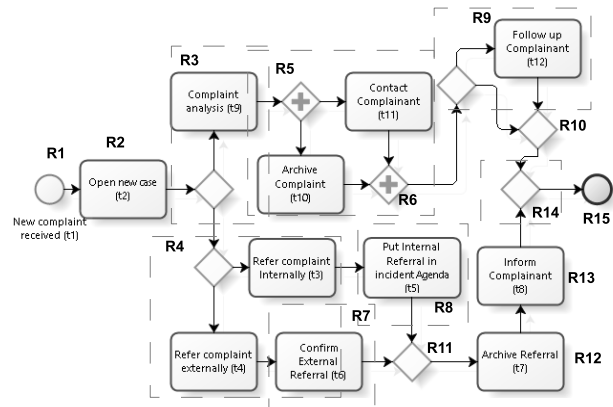 R9
Follow up
Complainant
(t12)
R3
R5
Complaint
analysis (t9)
Contact
Complainant
(t11)
R10
R1
R2
Open new case
(t2)
Archive
Complaint
(t10)
R6
New complaint
received (t1)
R14
R15
R4
Refer complaint
Internally (t3)
Put Internal
Referral in
incident Agenda
(t5)
R8
Inform
Complainant
(t8)
R13
R7
Refer complaint
externally (t4)
Confirm
External
Referral (t6)
R11
Archive Referral
(t7)
R12